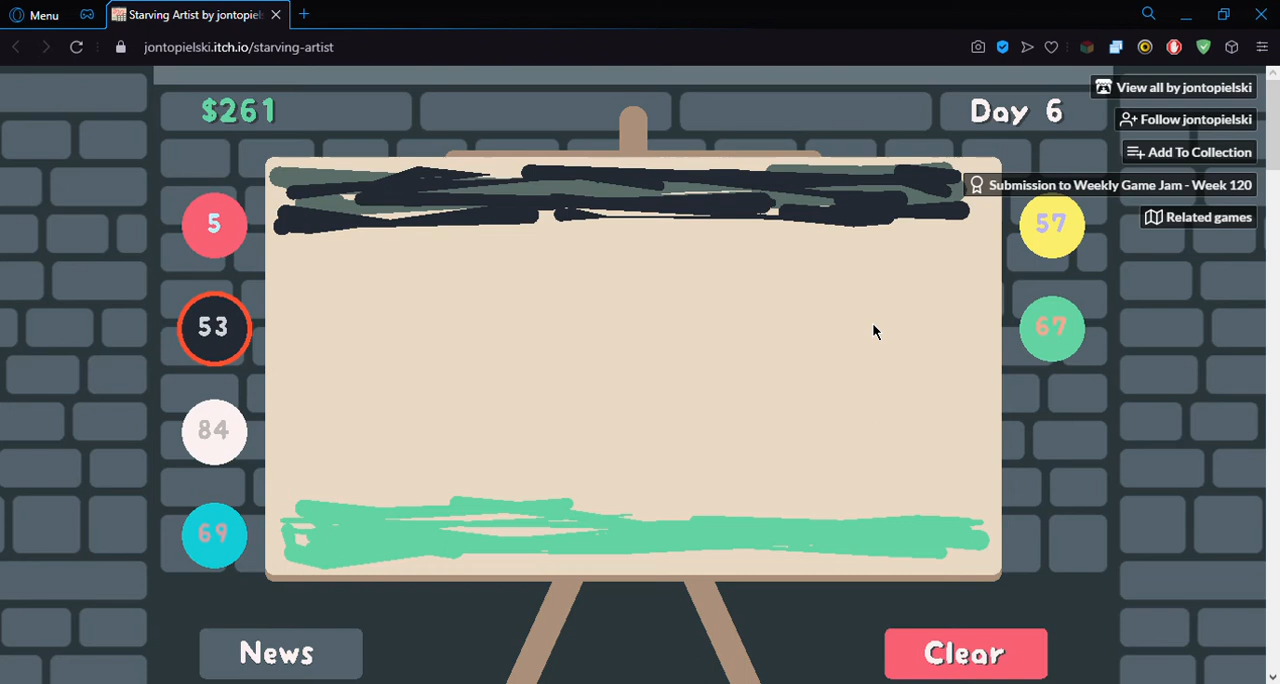 Menu
Starving Artist by jontopiels
jontopielski.itch.io/starving-artist
View all by jontopielski
$261
Day 6
Follow jontopielski
Add To Collection
Submission to Weekly Game Jam - Week 120
Related games
5
57
53
67
84
69
News
Clear